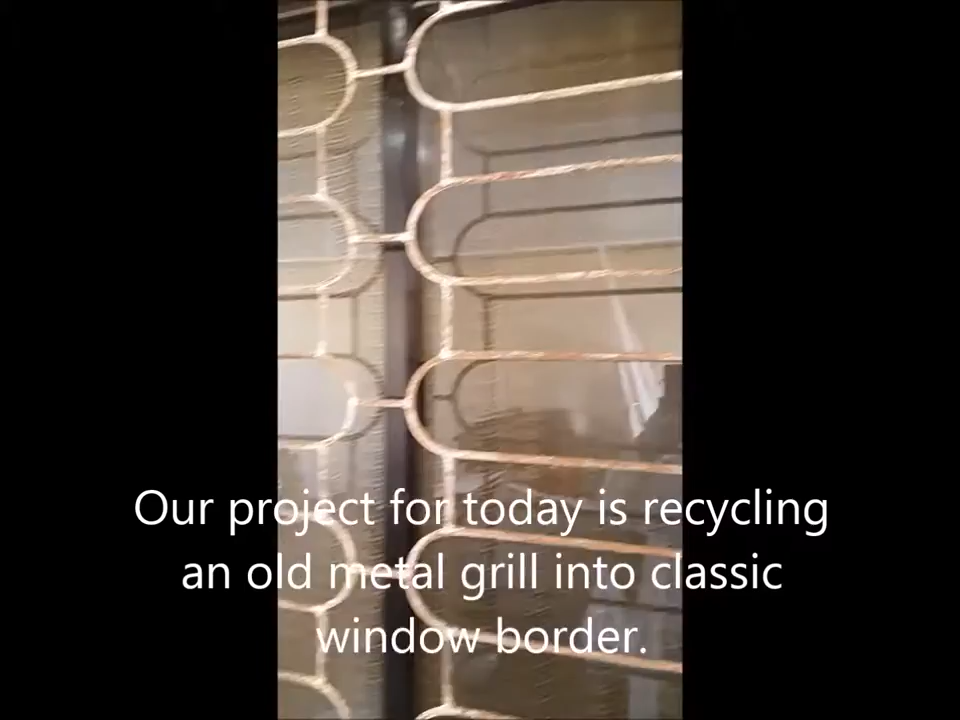 Our project for today is recycling
an old metal grill into classic
window border.